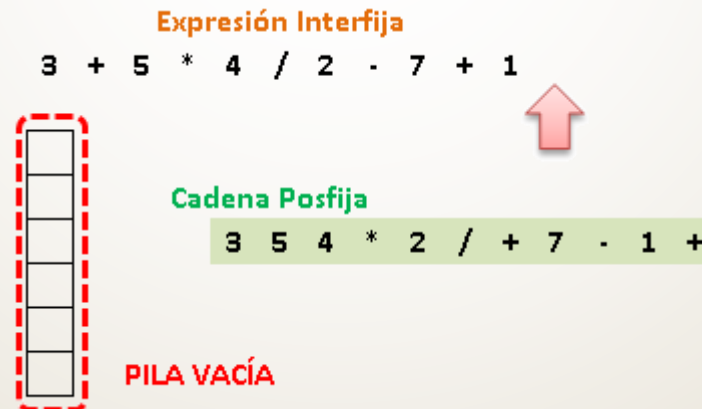 Expresión Interfija
3 + 5 * 4 / 2 - 7 + 1
Cadena Posfija
3 5 4 * 2 / + 7 - 1 +
PILA VACÍA